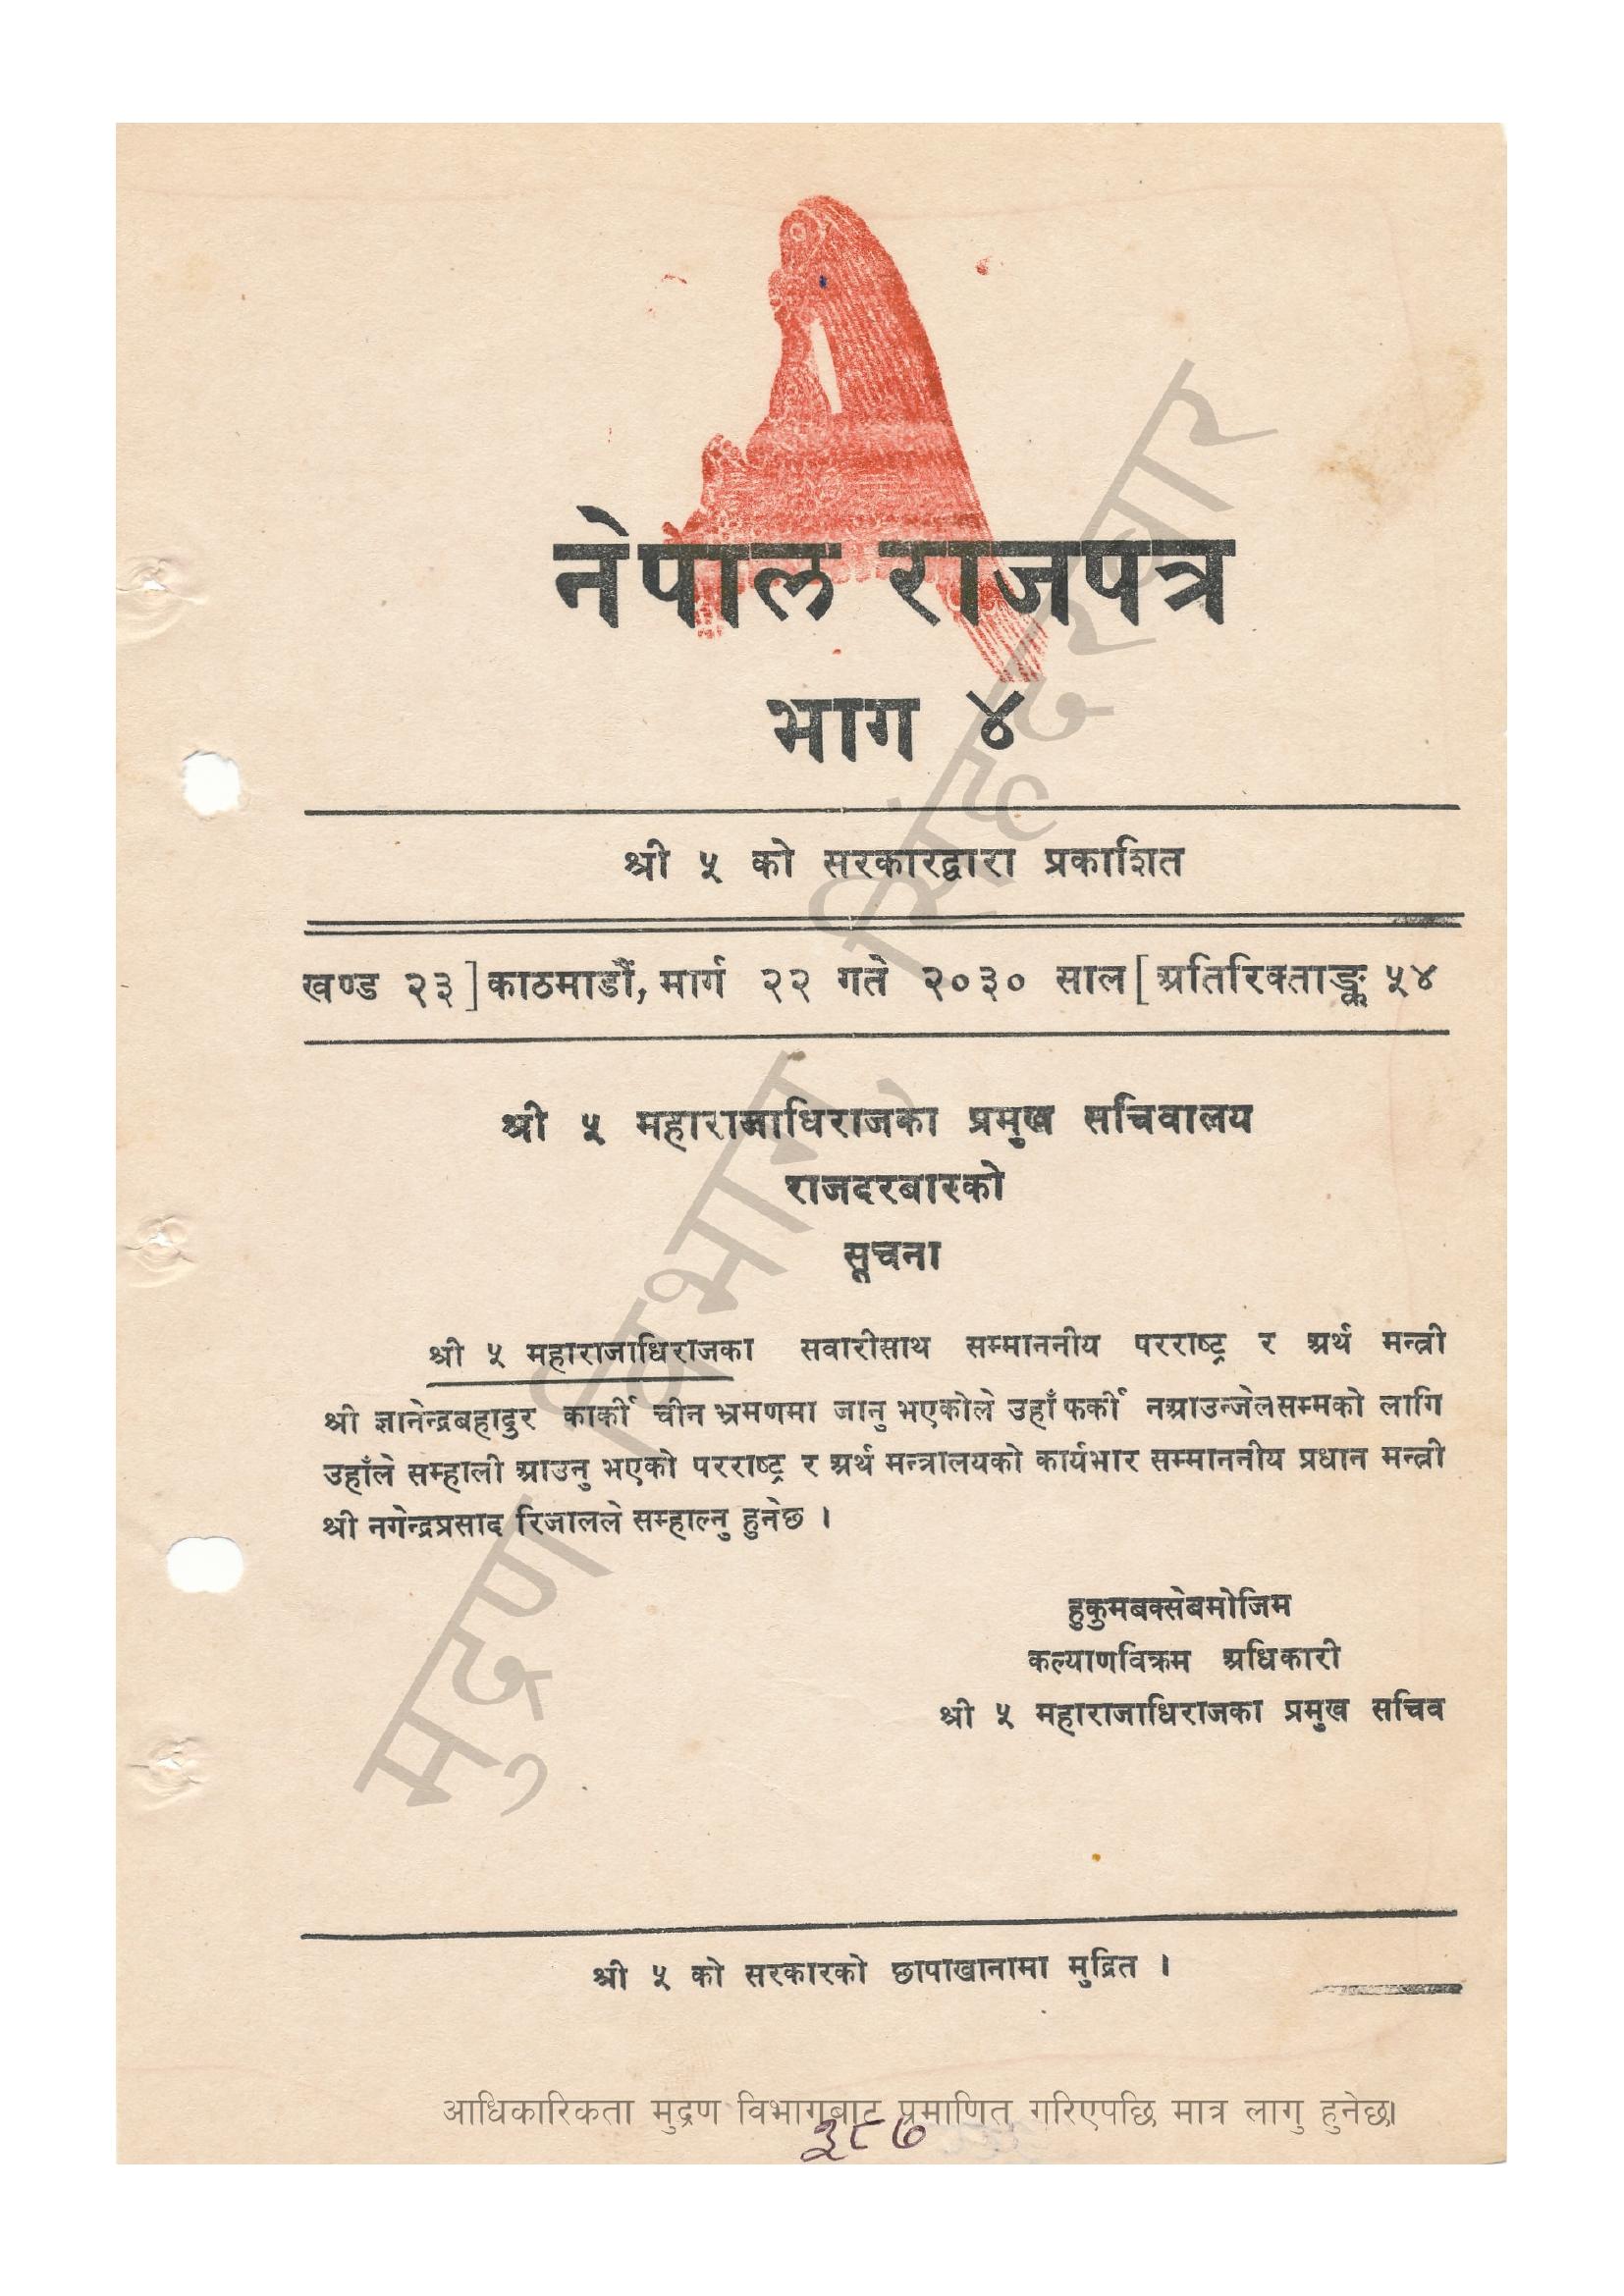 नेपाल राजपत्र
भाग ४
श्री ५ को सरकारद्वारा प्रकाशित
खण्ड २३] काठमाडौं, मार्ग २२ गते २०३० साल [ अतिरिक्ताङ्क ५४
श्री ५ महाराजाधिराजका प्रमुख सचिवालय
राजदरबारको
सूचना
श्री ५ महाराजाधिराजका सवारीसाथ सम्माननीय परराष्ट्र र अर्थ मन्त्री
श्री ज्ञानेन्द्रबहादुर कार्की चीन भ्रमणमा जानु भएकोले उहाँ फर्की नआउन्जेलसम्मको लागि
उहाँले सम्हाली आउनु भएको परराष्ट्र र अर्थ मन्त्रालयको कार्यभार सम्माननीय प्रधान मन्त्री
श्री नगेन्द्रप्रसाद रिजालले सम्हाल्नु हुनेछ ।
हुकुमबक्सेबमोजिम
कल्याणविक्रम अधिकारी
श्री ५ महाराजाधिराजका प्रमुख सचिव
श्री ५ को सरकारको छापाखानामा मुद्रित ।
मुद्रण विभाग, सिंहदरबार
आधिकारिकता मुद्रण विभागबाट प्रमाणित गरिएपछि मात्र लागु हुनेछ।
३८७